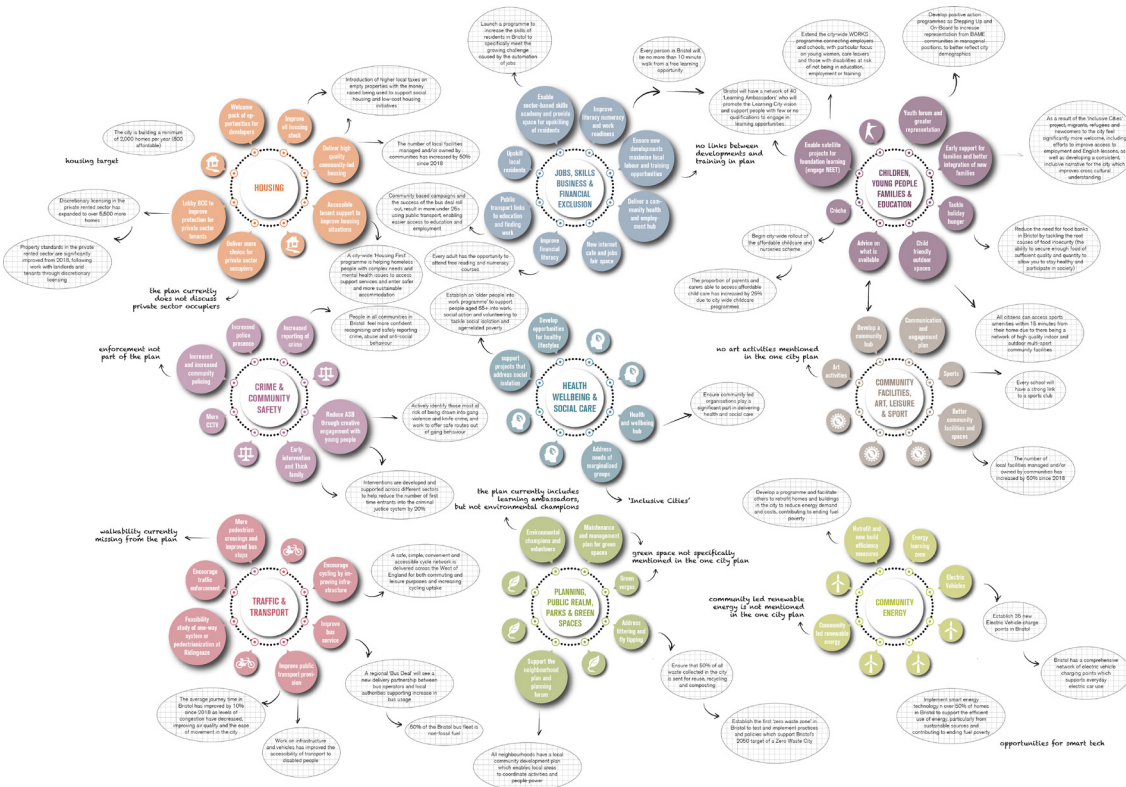 Launch a programme to
increase the skills of
residents in Bristol to
specifically meet the
growing challenge
caused by the automation
of jobs
Every person in Bristol will
be no more than 10 minute
walk from a free learning
opportunity
Extend the city-wide WORKS
programme connecting employers
and schools, with particular focus
on young women, care leavers
and those with disabilities at risk
of not being in education,
employment or training
Develop positive action
programmes as Stepping Up and
On Board to increase
representation from BAME
communities in managerial
positions, to better reflect city
demographics
Introduction of higher local taxes on
empty properties with the money
raised being used to support social
housing and low-cost housing
initiatives
The city is building a minimum
of 2,000 homes per year (800
affordable)
housing target
Welcome
pack of op-
portunities for
developers
Improve
all housing
stock
Deliver high
quality
community-led
housing
The number of local facilities
managed and/or owned by
communities has increased by 50%
since 2018
HOUSING
Lobby BCC to
improve
protection for
private sector
tenants
Accessible
tenant support to
improve housing
situations
Deliver more
choice for
private sector
occupiers
Discretionary licensing in the
private rented sector has
expanded to over 5,500 more
homes
Property standards in the private
rented sector are significantly
improved from 2018, following
work with landlords and
tenants through discretionary
licensing
the plan currently
does not discuss
private sector occupiers
A city-wide 'Housing First'
programme is helping homeless
people with complex needs and
mental health issues to access
support services and enter safer
and more sustainable
accommodation
Enable
sector-based skills
academy and provide
space for upskilling
of residents
Improve
literacy numeracy
and work
readiness
Ensure new
developments
maximise local
labour and training
opportunities
Upskill
local
residents
JOBS, SKILLS
BUSINESS &
FINANCIAL
EXCLUSION
Public
transport links
to education
and finding
work
Deliver a com-
munity health
and employ-
ment hub
Improve
financial
literacy
New internet
cafe and jobs
fair space
no links between
developments and
training in plan
Community based campaigns and
the success of the bus deal roll
out, result in more under 25s
using public transport, enabling
easier access to education and
employment
Every adult has the opportunity to
attend free reading and numeracy
courses
Bristol will have a network of 40
'Learning Ambassadors' who will
promote the Learning City vision
and support people with few or no
qualifications to engage in
learning opportunities
Youth forum and
greater
representation
Enable satellite
projects for
foundation learning
(engage NEET)
Early support for
families and better
integration of new
families
CHILDREN,
YOUNG PEOPLE
FAMILIES &
EDUCATION
Crèche
Tackle
holiday
hunger
Advice on
what is
available
Child
friendly
outdoor
spaces
As a result of the 'Inclusive Cities'
project, migrants, refugees and
newcomers to the city feel
significantly more welcome, including
efforts to improve access to
employment and English lessons, as
well as developing a consistent,
inclusive narrative for the city which
improves cross cultural
understanding
Reduce the need for food banks
in Bristol by tackling the root
causes of food insecurity (the
ability to secure enough food of
sufficient quality and quantity to
allow you to stay healthy and
participate in society)
Begin city-wide rollout of
the affordable childcare and
nurseries scheme
The proportion of parents and
carers able to access affordable
child care has increased by 25%
due to city wide childcare
programmes
All citizens can access sports
amenities within 15 minutes from
their home due to there being a
network of high quality indoor and
outdoor multi-sport
community facilities
Every school will
have a strong link
to a sports club
Increased
police
presence
Increased
reporting of
crime
Increased
and increased
community
policing
CRIME &
COMMUNITY
SAFETY
More
CCTV
Reduce ASB
through creative
engagement with
young people
Early
intervention
and Think
family
enforcement not
part of the plan
People in all communities in
Bristol feel more confident
recognising and safely reporting
crime, abuse and anti-social
behaviour
Actively identify those most at
risk of being drawn into gang
violence and knife crime, and
work to offer safe routes out
of gang behaviour
Interventions are developed and
supported across different sectors
to help reduce the number of first
time entrants into the criminal
justice system by 20%
Establish an 'older people into
work programme' to support
people aged 55+ into work,
social action and volunteering to
tackle social isolation and
age-related poverty
Develop
opportunities
for healthy
lifestyles
support
projects that
address social
isolation
HEALTH
WELLBEING &
SOCIAL CARE
Health
and wellbeing
hub
Address
needs of
marginalised
groups
Ensure community led
organisations play a
significant part in delivering
health and social care
'Inclusive Cities'
no art activities mentioned
in the one city plan
Develop a
community
hub
Communication
and
engagement
plan
Art
activities
Sports
COMMUNITY
FACILITIES,
ART, LEISURE
& SPORT
Better
community
facilities and
spaces
The number of
local facilities managed and/or
owned by communities has
increased by 50% since 2018
walkability currently
missing from the plan
More
pedestrian
crossings and
improved bus
stops
Encourage
traffic
enforcement
Encourage
cycling by im-
proving infra-
structure
TRAFFIC &
TRANSPORT
Feasibility
study of one-way
system or
pedestrianization at
Ridingleaze
Improve
bus
service
Improve public
transport provi-
sion
A safe, simple, convenient and
accessible cycle network is
delivered across the West of
England for both commuting and
leisure purposes and increasing
cycling uptake
A regional 'Bus Deal' will see a
new delivery partnership between
bus operators and local
authorities supporting increase in
bus usage
50% of the Bristol bus fleet is
non-fossil fuel
The average journey time in
Bristol has improved by 10%
since 2018 as levels of
congestion have decreased,
improving air quality and the ease
of movement in the city
Work on infrastructure
and vehicles has improved the
accessibility of transport to
disabled people
the plan currently includes
learning ambassadors,
but not environmental champions
Environmental
champions and
volunteers
Maintenance
and management
plan for green
spaces
green space not specifically
mentioned in the one city plan
Green
verges
PLANNING,
PUBLIC REALM,
PARKS & GREEN
SPACES
Address
littering and
fly tipping
Support the
neighbourhood
plan and
planning
forum
Ensure that 50% of all
waste collected in the city
is sent for reuse, recycling
and composting
Establish the first 'zero waste zone' in
Bristol to test and implement practices
and policies which support Bristol's
2050 target of a Zero Waste City
All neighbourhoods have a local
community development plan
which enables local areas
to coordinate activities and
people power
Develop a programme and facilitate
others to retrofit homes and buildings
in the city to reduce energy demand
and costs, contributing to ending fuel
poverty
Retrofit and
new build
efficiency
measures
Energy
learning
zone
Electric
Vehicles
COMMUNITY
ENERGY
Community
led renewable
energy
community led renewable
energy is not mentioned
in the one city plan
Establish 35 new
Electric Vehicle charge
points in Bristol
Bristol has a comprehensive
network of electric vehicle
charging points which
supports everyday
electric car use
Implement smart energy
technology in over 50% of homes
in Bristol to support the efficient
use of energy, particularly from
sustainable sources and
contributing to ending fuel poverty
opportunities for smart tech